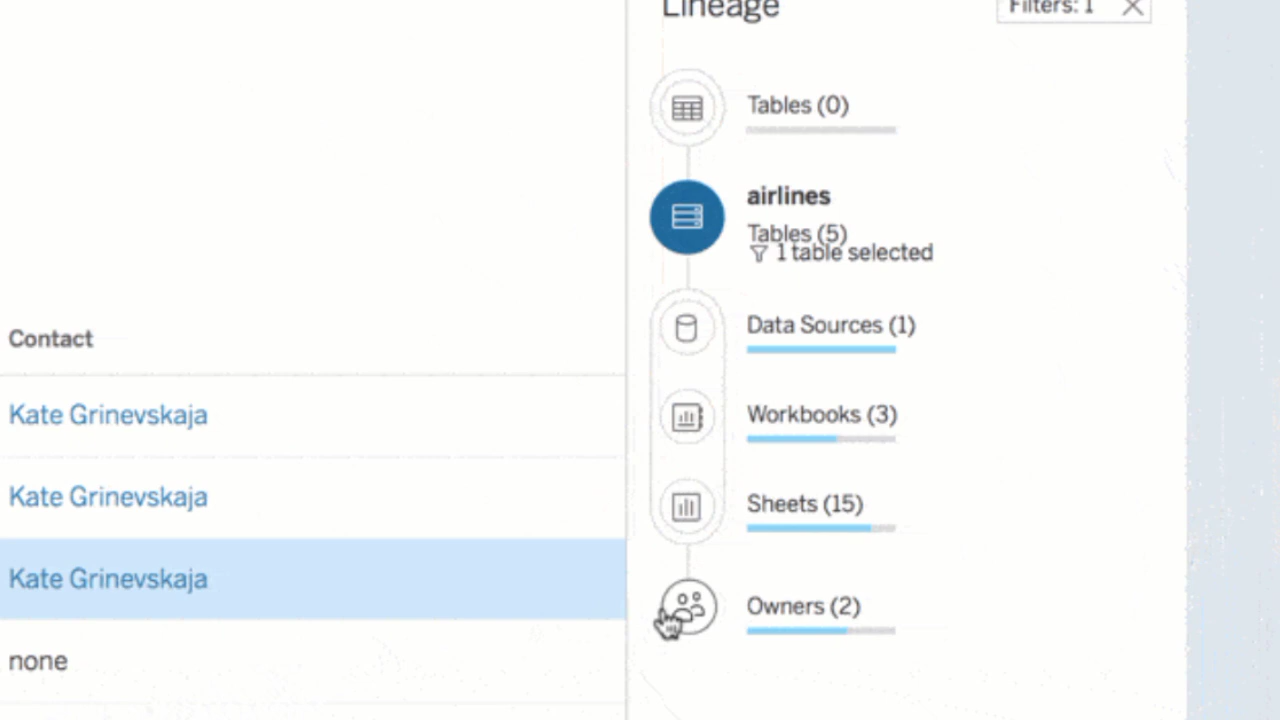 Lineage
Filters: 1
Tables (0)
airlines
Tables (5)
1 table selected
Data Sources (1)
Workbooks (3)
Sheets (15)
Owners (2)
Contact
Kate Grinevskaja
Kate Grinevskaja
Kate Grinevskaja
none